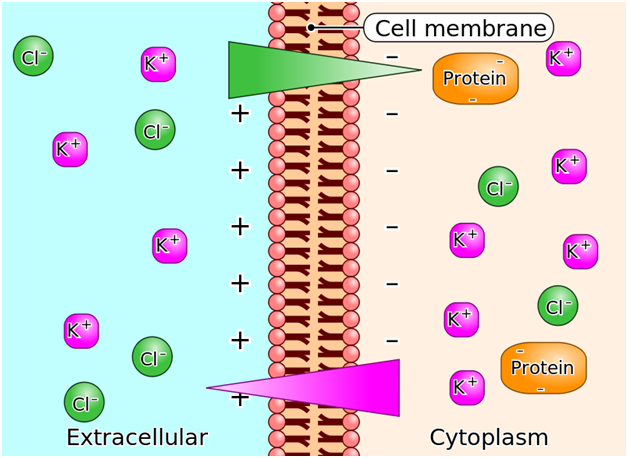 Cell membrane
Cl⁻
K⁺
−
Protein
−
−
K⁺
+
−
Cl⁻
K⁺
K⁺
+
−
Cl⁻
K⁺
+
−
K⁺
K⁺
+
−
Cl⁻
K⁺
K⁺
+
−
Cl⁻
−
Protein
−
K⁺
+
Cl⁻
Extracellular
Cytoplasm